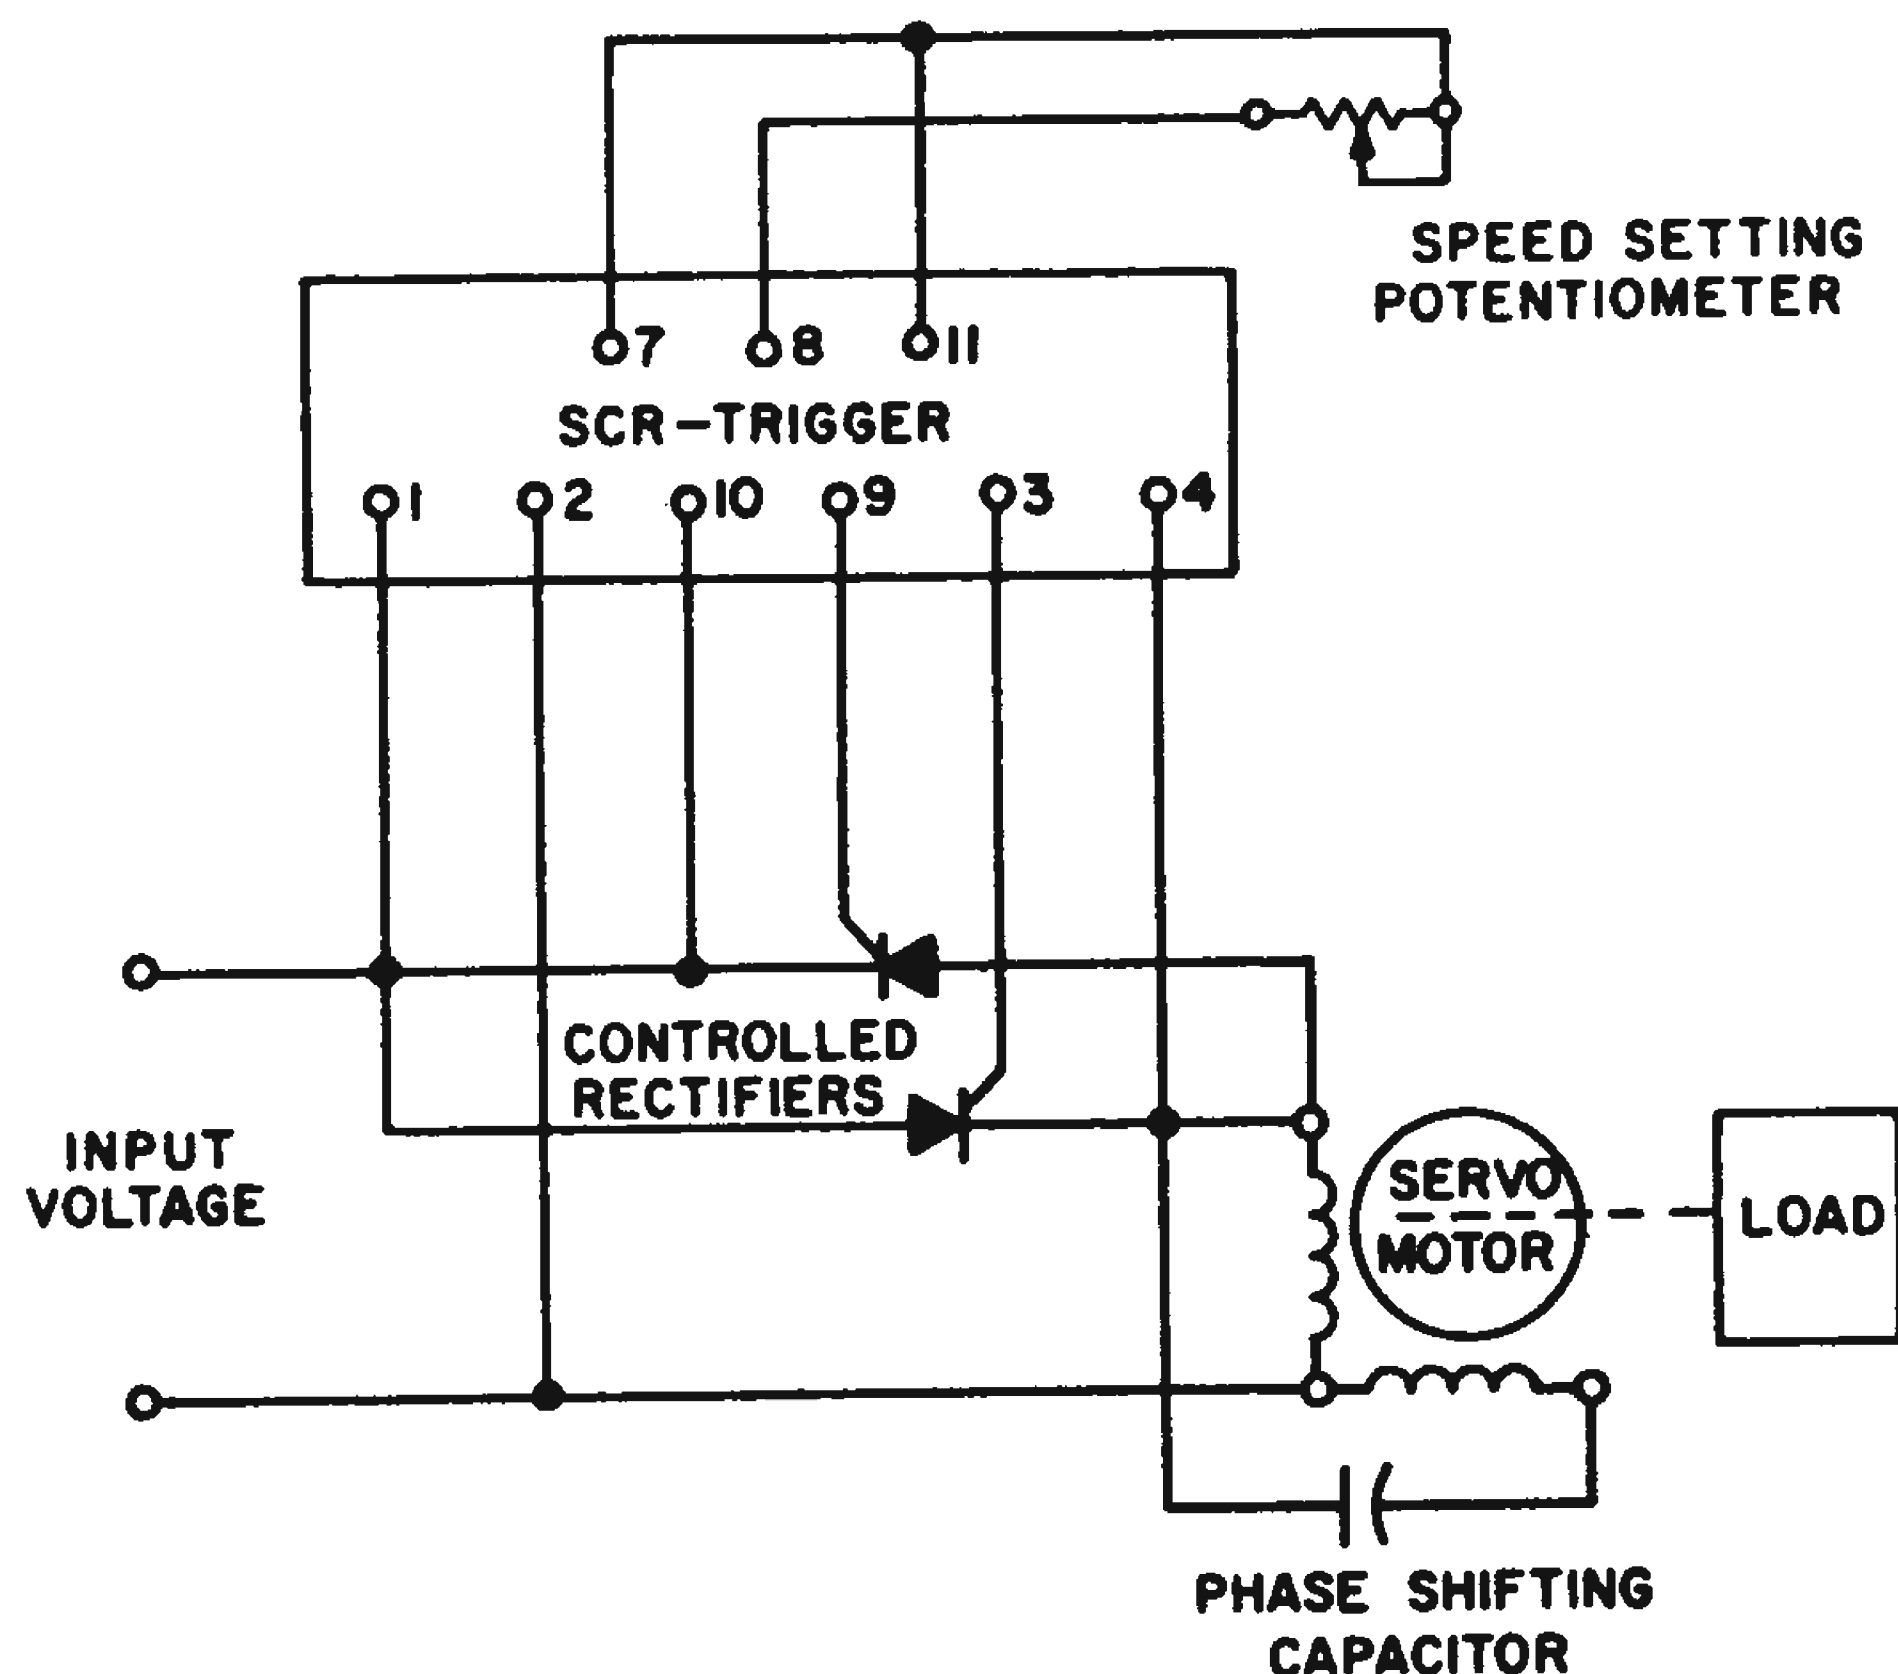 SPEED SETTING
POTENTIOMETER
7 8 11
SCR-TRIGGER
1 2 10 9 3 4
CONTROLLED
RECTIFIERS
INPUT
VOLTAGE
SERVO
MOTOR
LOAD
PHASE SHIFTING
CAPACITOR